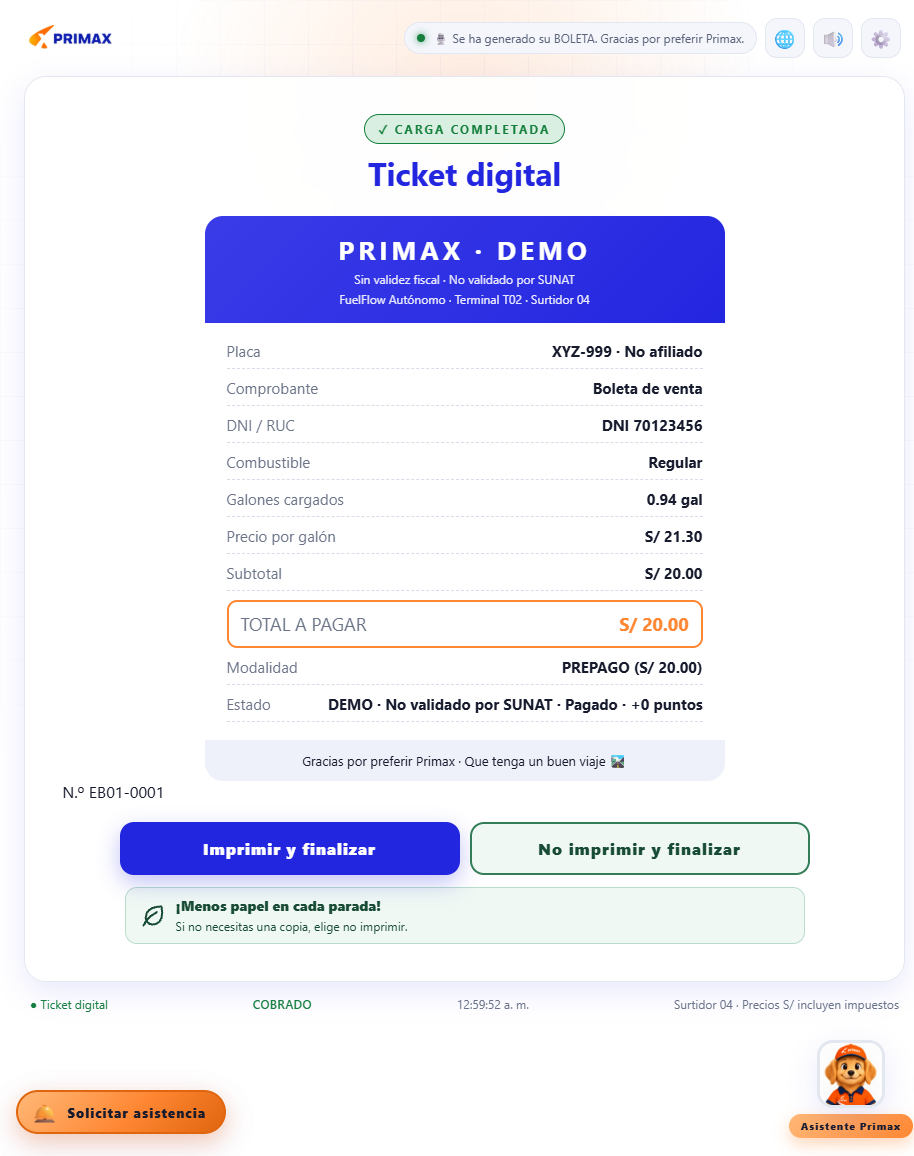 PRIMAX
Se ha generado su BOLETA. Gracias por preferir Primax.
✓ CARGA COMPLETADA
Ticket digital
PRIMAX · DEMO
Sin validez fiscal · No validado por SUNAT
FuelFlow Autónomo · Terminal T02 · Surtidor 04
Placa XYZ-999 · No afiliado
Comprobante Boleta de venta
DNI / RUC DNI 70123456
Combustible Regular
Galones cargados 0.94 gal
Precio por galón S/ 21.30
Subtotal S/ 20.00
TOTAL A PAGAR S/ 20.00
Modalidad PREPAGO (S/ 20.00)
Estado DEMO · No validado por SUNAT · Pagado · +0 puntos
Gracias por preferir Primax · Que tenga un buen viaje
N.º EB01-0001
Imprimir y finalizar No imprimir y finalizar
¡Menos papel en cada parada!
Si no necesitas una copia, elige no imprimir.
● Ticket digital COBRADO 12:59:52 a. m. Surtidor 04 · Precios S/ incluyen impuestos
Solicitar asistencia
Asistente Primax